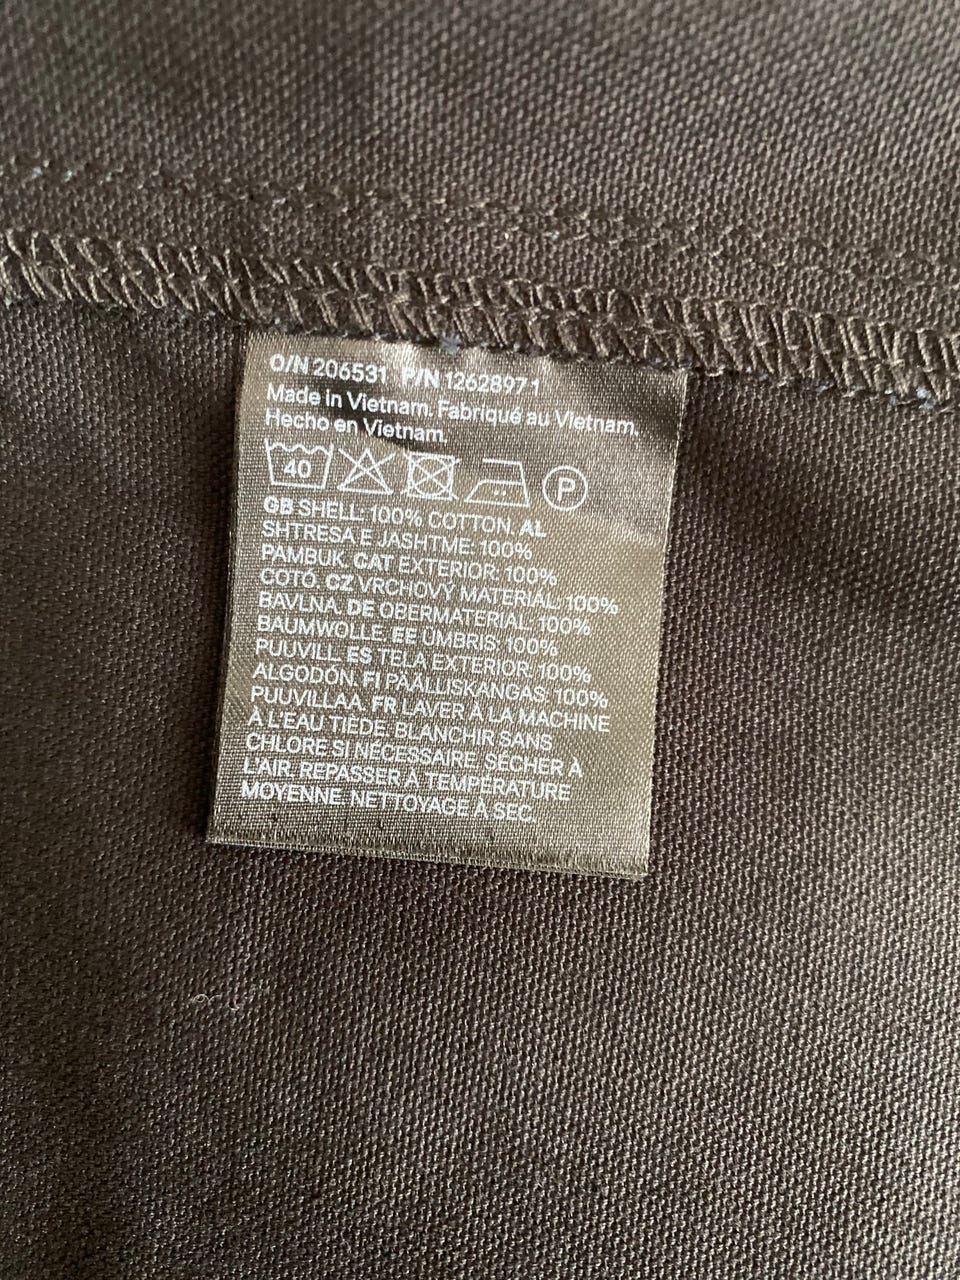 O/N 206531 P/N 12628971
Made in Vietnam. Fabriqué au Vietnam.
Hecho en Vietnam.
40 P
GB SHELL: 100% COTTON. AL
SHTRESA E JASHTME: 100%
PAMBUK. CAT EXTERIOR: 100%
COTÓ. CZ VRCHOVÝ MATERIÁL: 100%
BAVLNA. DE OBERMATERIAL: 100%
BAUMWOLLE. EE ÜMBRIS: 100%
PUUVILL. ES TELA EXTERIOR: 100%
ALGODÓN. FI PÄÄLLISKANGAS: 100%
PUUVILLAA. FR LAVER À LA MACHINE
À L'EAU TIÈDE. BLANCHIR SANS
CHLORE SI NÉCESSAIRE. SÉCHER À
L'AIR. REPASSER À TEMPÉRATURE
MOYENNE. NETTOYAGE À SEC.